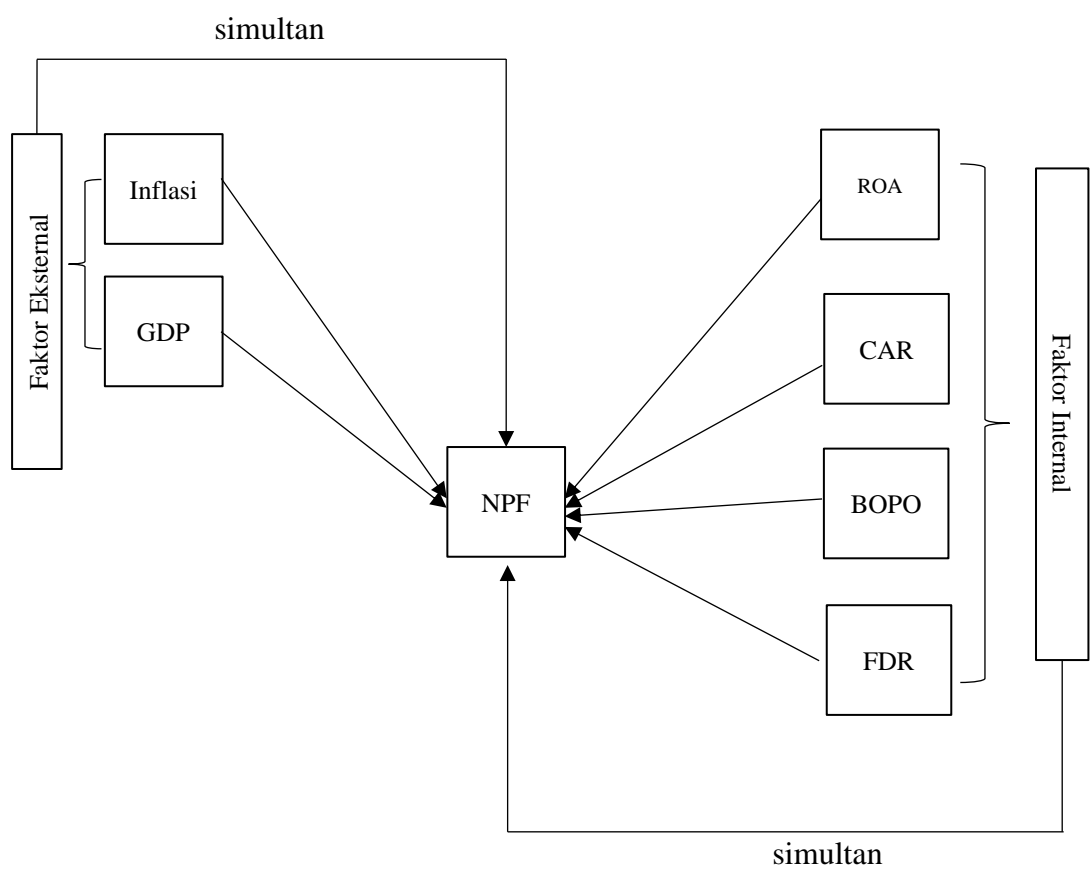 simultan
Faktor Eksternal
Inflasi
GDP
NPF
ROA
CAR
BOPO
FDR
Faktor Internal
simultan